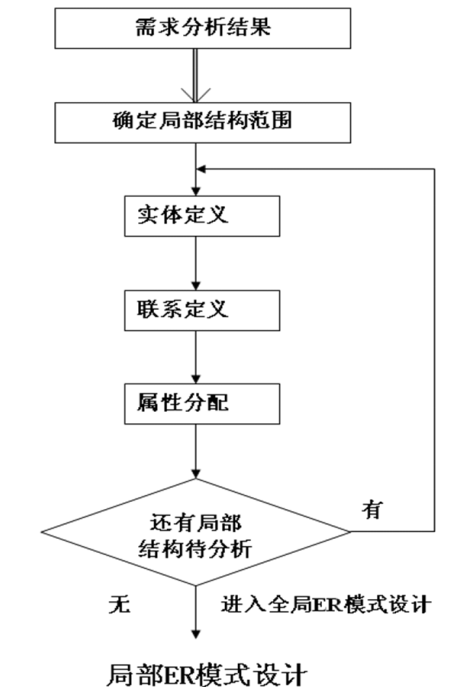 需求分析结果
确定局部结构范围
实体定义
联系定义
属性分配
还有局部
结构待分析
有
无
进入全局ER模式设计
局部ER模式设计